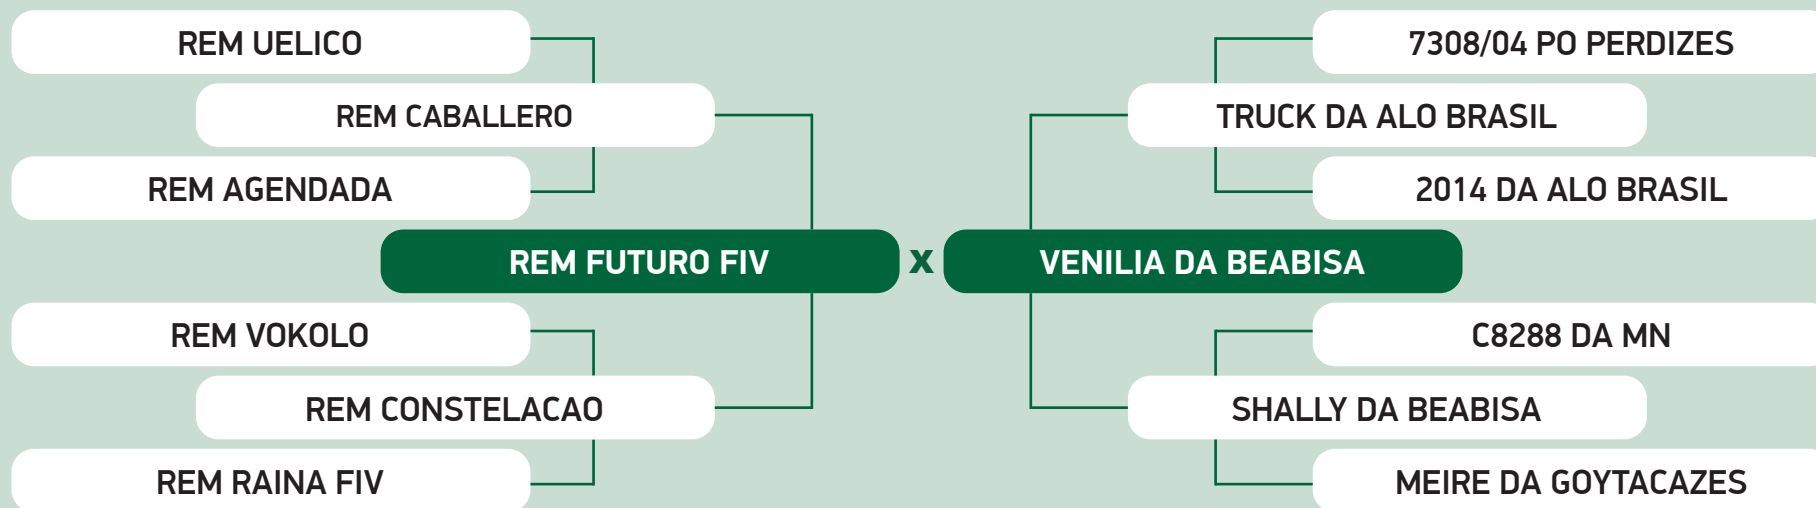 REM UELICO
7308/04 PO PERDIZES
REM CABALLERO
TRUCK DA ALO BRASIL
REM AGENDADA
2014 DA ALO BRASIL
REM FUTURO FIV x VENILIA DA BEABISA
REM VOKOLO
C8288 DA MN
REM CONSTELACAO
SHALLY DA BEABISA
REM RAINA FIV
MEIRE DA GOYTACAZES